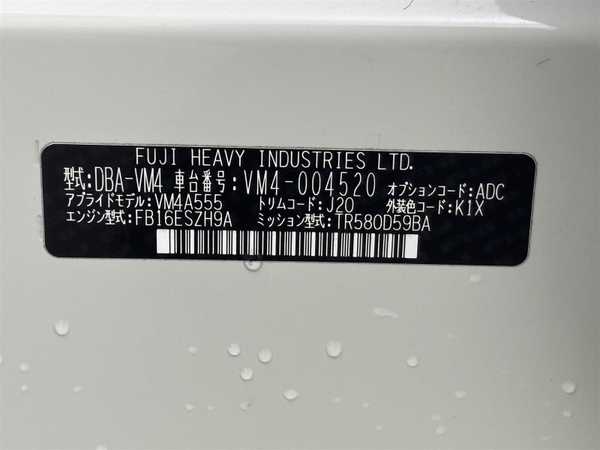 FUJI HEAVY INDUSTRIES LTD.
型式:DBA-VM4 車台番号:VM4-004520 オプションコード:ADC
アプライドモデル:VM4A555 トリムコード:J20 外装色コード:K1X
エンジン型式:FB16ESZH9A ミッション型式:TR580D59BA